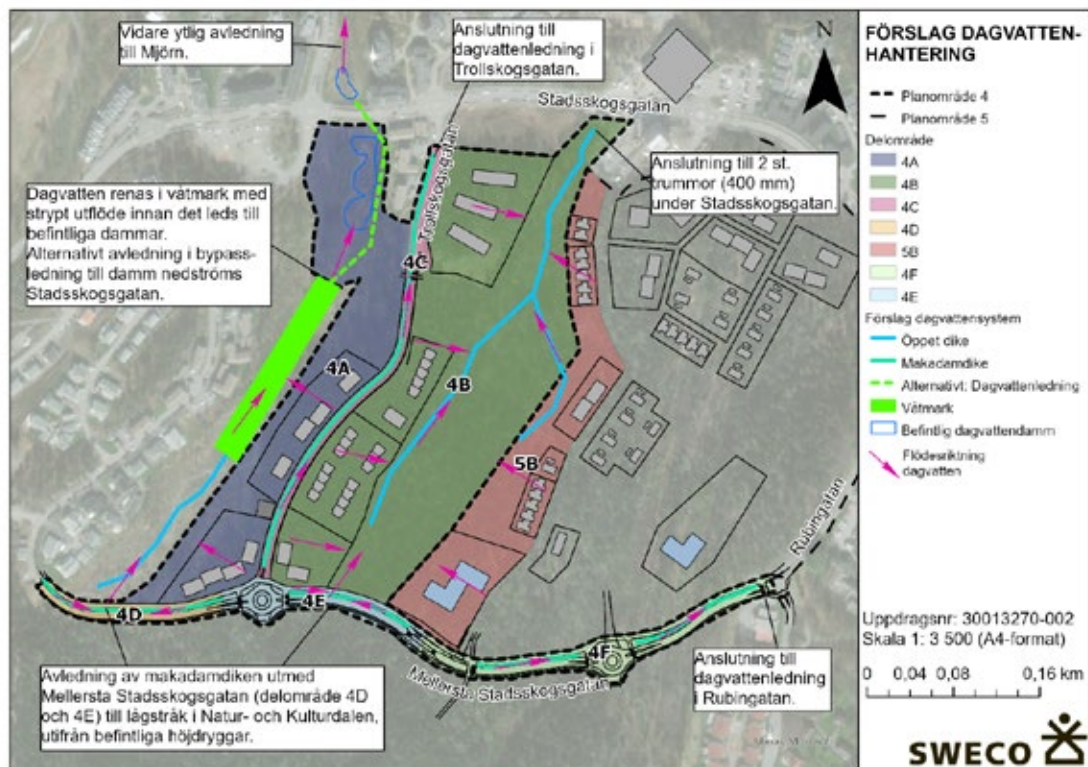 Vidare ytlig avledning
till Mjörn.
Anslutning till
dagvattenledning i
Trollskogsgatan.
N
Stadsskogsgatan
Trollskogsgatan
Anslutning till 2 st.
trummor (400 mm)
under Stadsskogsgatan.
Dagvatten renas i våtmark med
strypt utflöde innan det leds till
befintliga dammar.
Alternativt avledning i bypass-
ledning till damm nedströms
Stadsskogsgatan.
4C
4A
4B
5B
4D
4E
4F
Rubingatan
Mellersta Stadsskogsgatan
Avledning av makadamdiken utmed
Mellersta Stadsskogsgatan (delområde 4D
och 4E) till lågstråk i Natur- och Kulturdalen,
utifrån befintliga höjdryggar.
Anslutning till
dagvattenledning
i Rubingatan.
FÖRSLAG DAGVATTEN-
HANTERING
Planområde 4
Planområde 5
Delområde
4A
4B
4C
4D
5B
4F
4E
Förslag dagvattensystem
Öppet dike
Makadamdike
Alternativt: Dagvattenledning
Våtmark
Befintlig dagvattendamm
Flödesriktning
dagvatten
Uppdragsnr: 30013270-002
Skala 1: 3 500 (A4-format)
0 0,04 0,08 0,16 km
SWECO